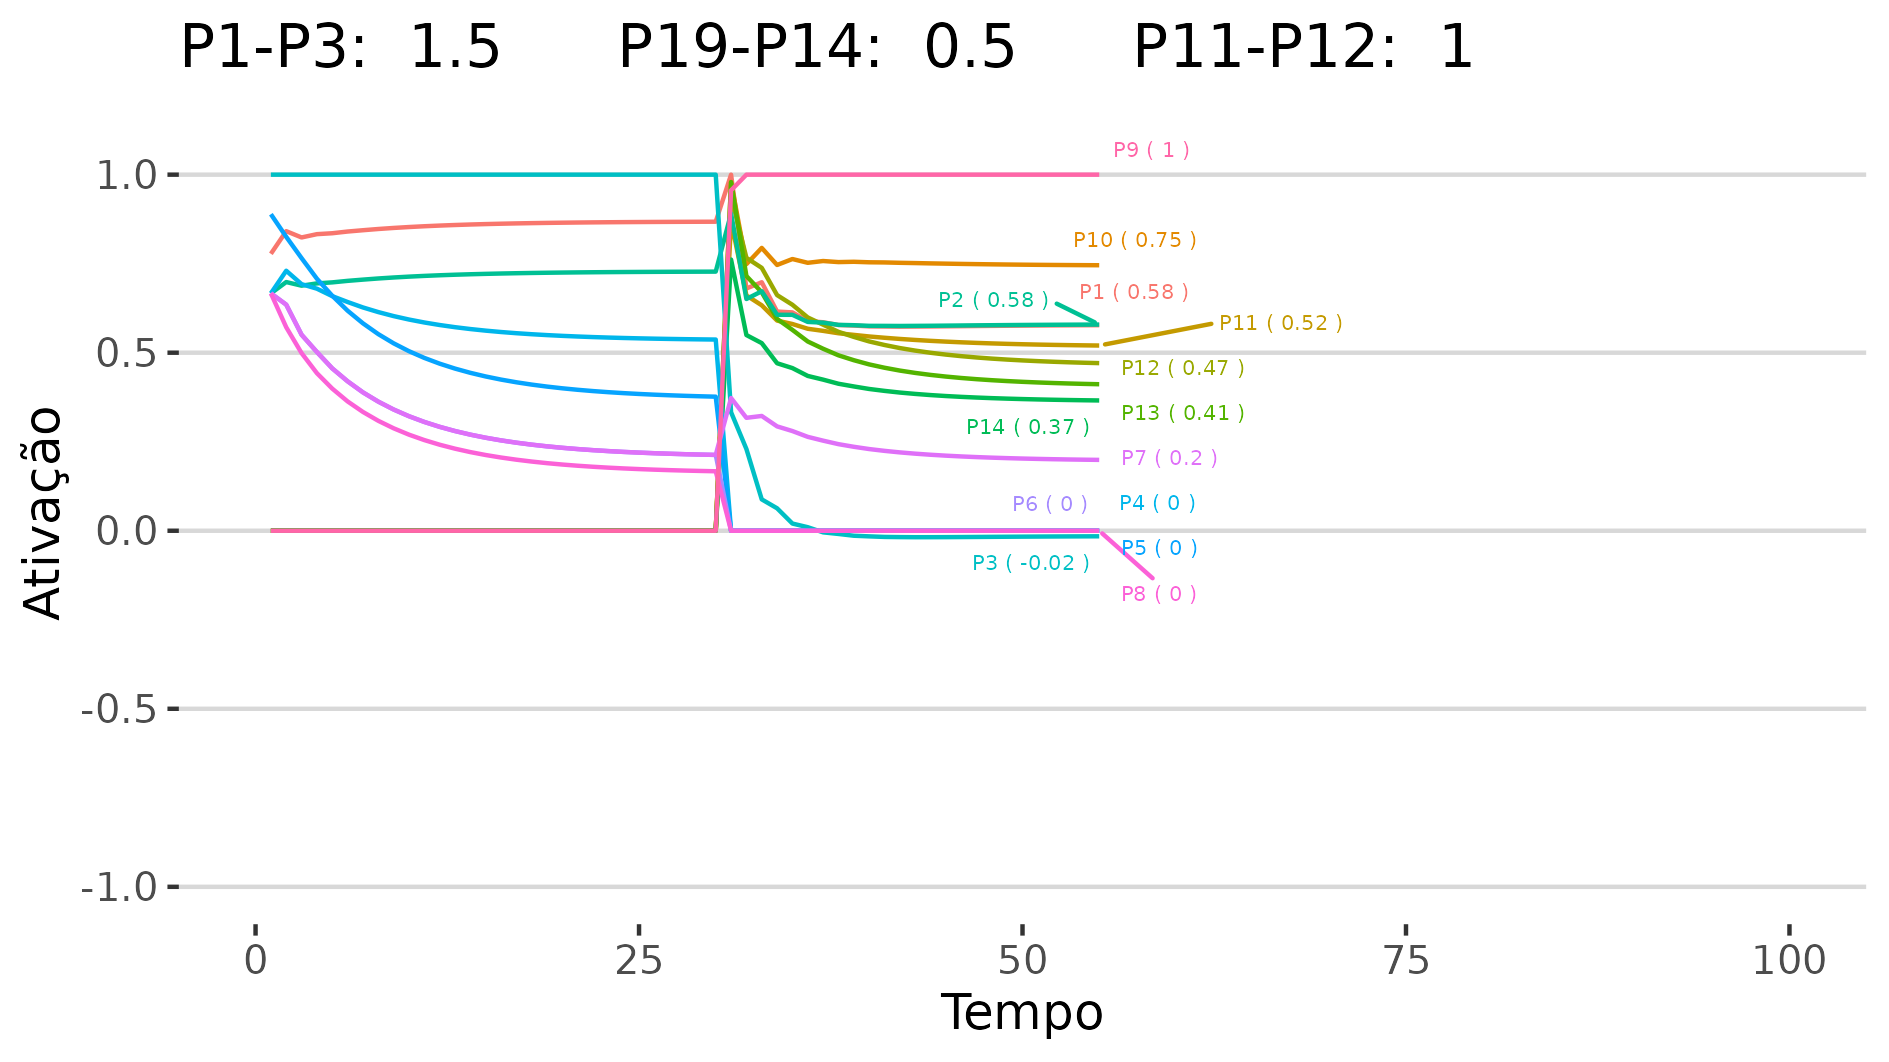 P1-P3: 1.5 P19-P14: 0.5 P11-P12: 1
P9 ( 1 )
1.0
P10 ( 0.75 )
P1 ( 0.58 )
P2 ( 0.58 )
P11 ( 0.52 )
0.5
P12 ( 0.47 )
P13 ( 0.41 )
P14 ( 0.37 )
P7 ( 0.2 )
P6 ( 0 )
P4 ( 0 )
0.0
P5 ( 0 )
P3 ( -0.02 )
P8 ( 0 )
-0.5
-1.0
Ativação
0 25 50 75 100
Tempo